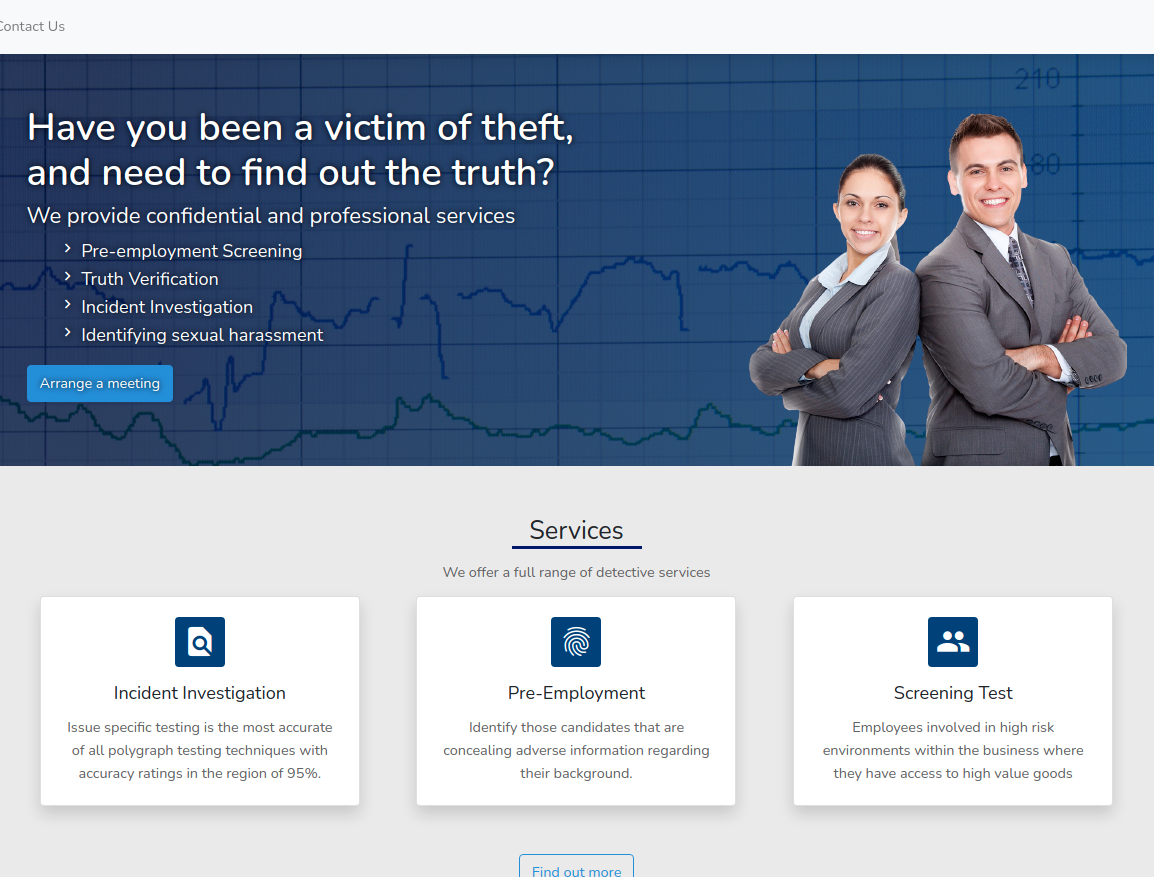 Contact Us
210
80
Have you been a victim of theft,
and need to find out the truth?
We provide confidential and professional services
Pre-employment Screening
Truth Verification
Incident Investigation
Identifying sexual harassment
Arrange a meeting
Services
We offer a full range of detective services
Incident Investigation
Issue specific testing is the most accurate
of all polygraph testing techniques with
accuracy ratings in the region of 95%.
Pre-Employment
Identify those candidates that are
concealing adverse information regarding
their background.
Screening Test
Employees involved in high risk
environments within the business where
they have access to high value goods
Find out more